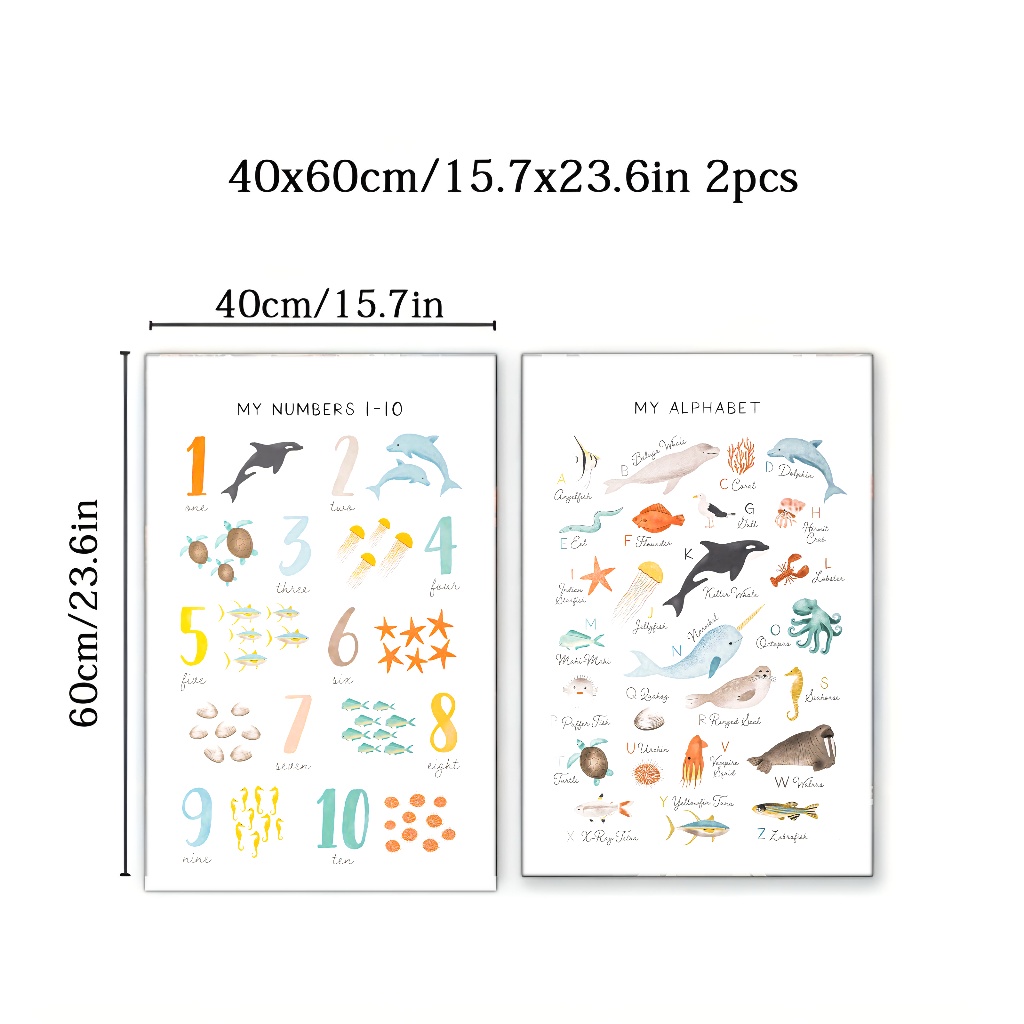 40x60cm/15.7x23.6in 2pcs
40cm/15.7in
60cm/23.6in
MY NUMBERS 1-10
1
one
2
two
3
three
4
four
5
five
6
six
7
seven
8
eight
9
nine
10
ten
MY ALPHABET
A
Angelfish
B Beluga Whale
C Coral
D Dolphin
E Eel
F Flounder
G
Gull
H
Hermit
Crab
I
Indian
Starfish
J
Jellyfish
K
Killer Whale
L
Lobster
M
Mahi-Mahi
N Narwhal
O
Octopus
Puffer Fish
Q Quahog
R Ringed Seal
S
Seahorse
T
Turtle
U Urchin
V
Vampire
Squid
W Walrus
X X-Ray Tetra
Y Yellowfin Tuna
Z Zebrafish